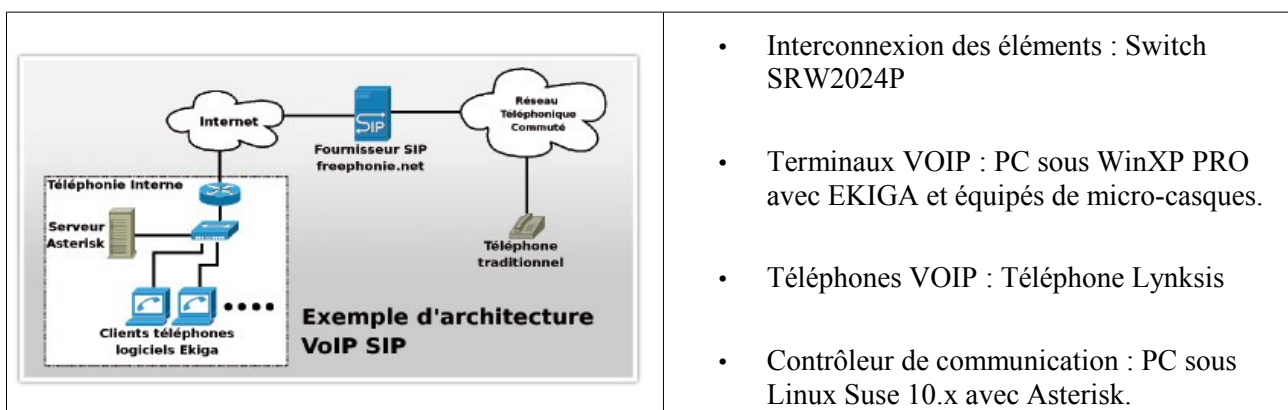 Internet
Réseau
Téléphonique
Commuté
SIP
Fournisseur SIP
freephonie.net
Téléphonie Interne
Serveur
Asterisk
Téléphone
traditionnel
Clients téléphones
logiciels Ekiga
Exemple d'architecture
VoIP SIP
• Interconnexion des éléments : Switch
SRW2024P
• Terminaux VOIP : PC sous WinXP PRO
avec EKIGA et équipés de micro-casques.
• Téléphones VOIP : Téléphone Lynksis
• Contrôleur de communication : PC sous
Linux Suse 10.x avec Asterisk.